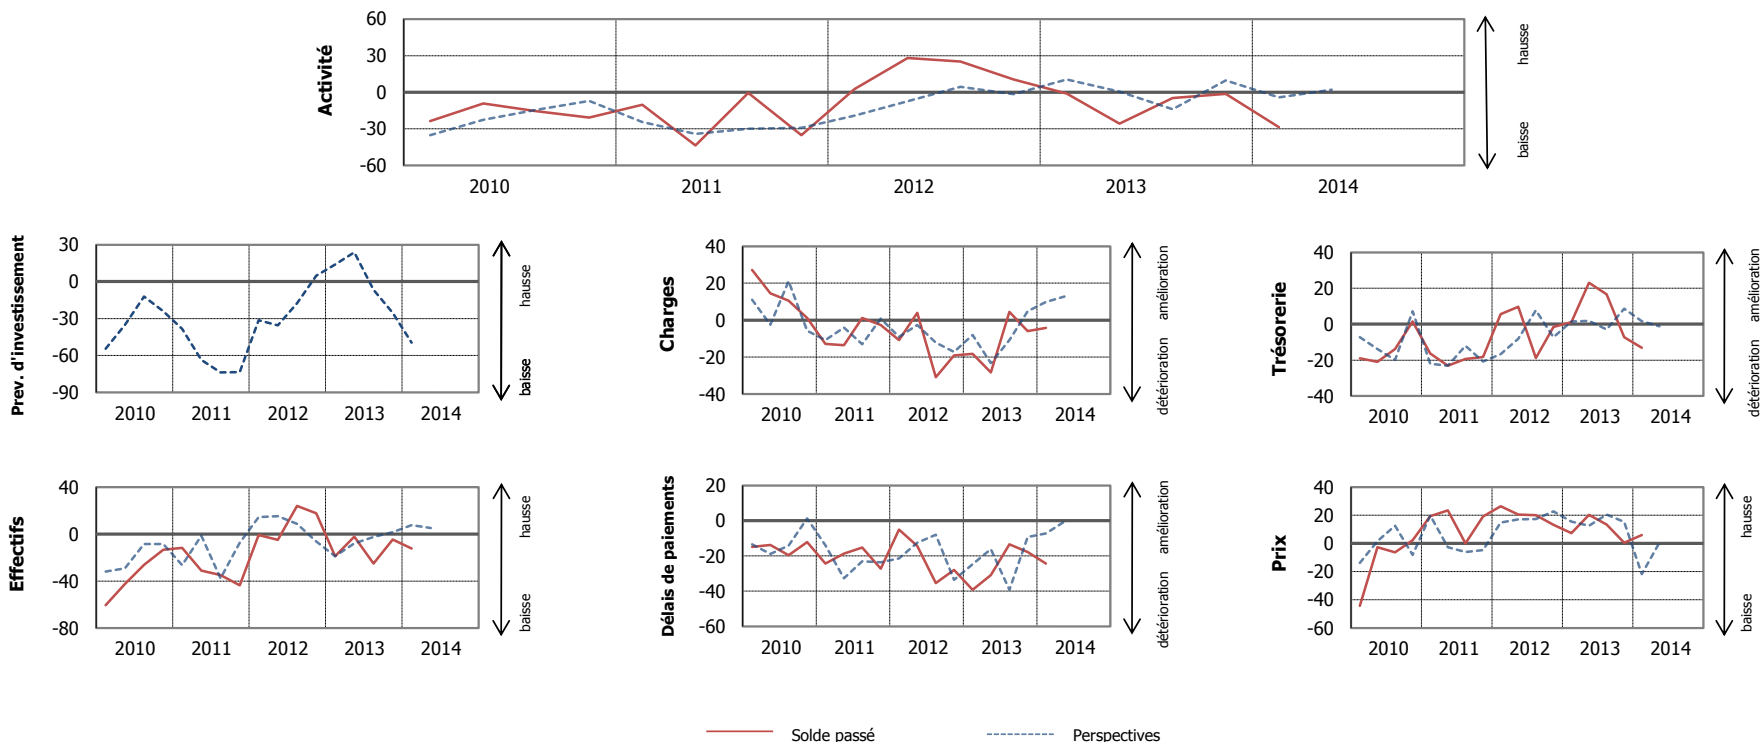 Activité
60
30
0
-30
-60
2010 2011 2012 2013 2014
hausse
baisse
Prev. d'investissement
30
0
-30
-60
-90
2010 2011 2012 2013 2014
hausse
baisse
Charges
40
20
0
-20
-40
2010 2011 2012 2013 2014
amélioration
détérioration
Trésorerie
40
20
0
-20
-40
2010 2011 2012 2013 2014
amélioration
détérioration
Effectifs
40
0
-40
-80
2010 2011 2012 2013 2014
hausse
baisse
Délais de paiements
20
0
-20
-40
-60
2010 2011 2012 2013 2014
amélioration
détérioration
Prix
40
20
0
-20
-40
-60
2010 2011 2012 2013 2014
hausse
baisse
Solde passé Perspectives